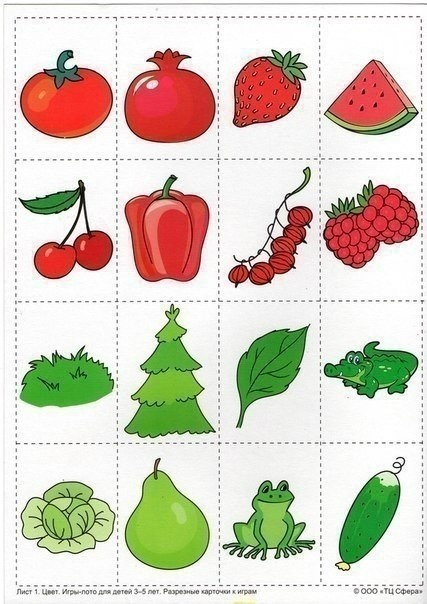 Лист 1. Цвет. Игры-лото для детей 3–5 лет. Разрезные карточки к играм © ООО «ТЦ Сфера»